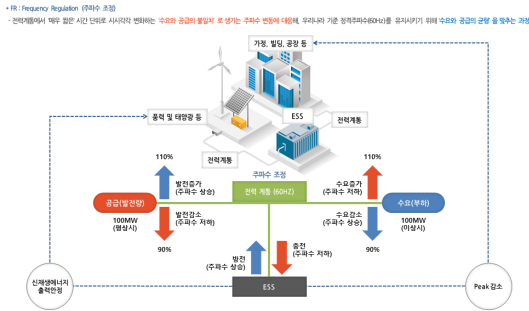 • FR : Frequency Regulation (주파수 조정)
- 전력계통에서 '매우 짧은' 시간 단위로 시시각각 변화하는 '수요와 공급의 불일치' 로 생기는 주파수 변동에 대응해, 우리나라 기준 정격주파수(60Hz)를 유지시키기 위해 '수요와 공급의 균형' 을 맞추는 과정
가정, 빌딩, 공장 등
풍력 및 태양광 등
ESS
전력계통
전력계통
주파수 조정
110%
110%
발전증가
(주파수 상승)
전력 계통 (60HZ)
수요증가
(주파수 저하)
공급(발전량)
수요(부하)
100MW
(평상시)
발전감소
(주파수 저하)
수요감소
(주파수 상승)
100MW
(이상시)
90%
90%
방전
(주파수 상승)
충전
(주파수 저하)
신재생에너지
출력안정
ESS
Peak 감소